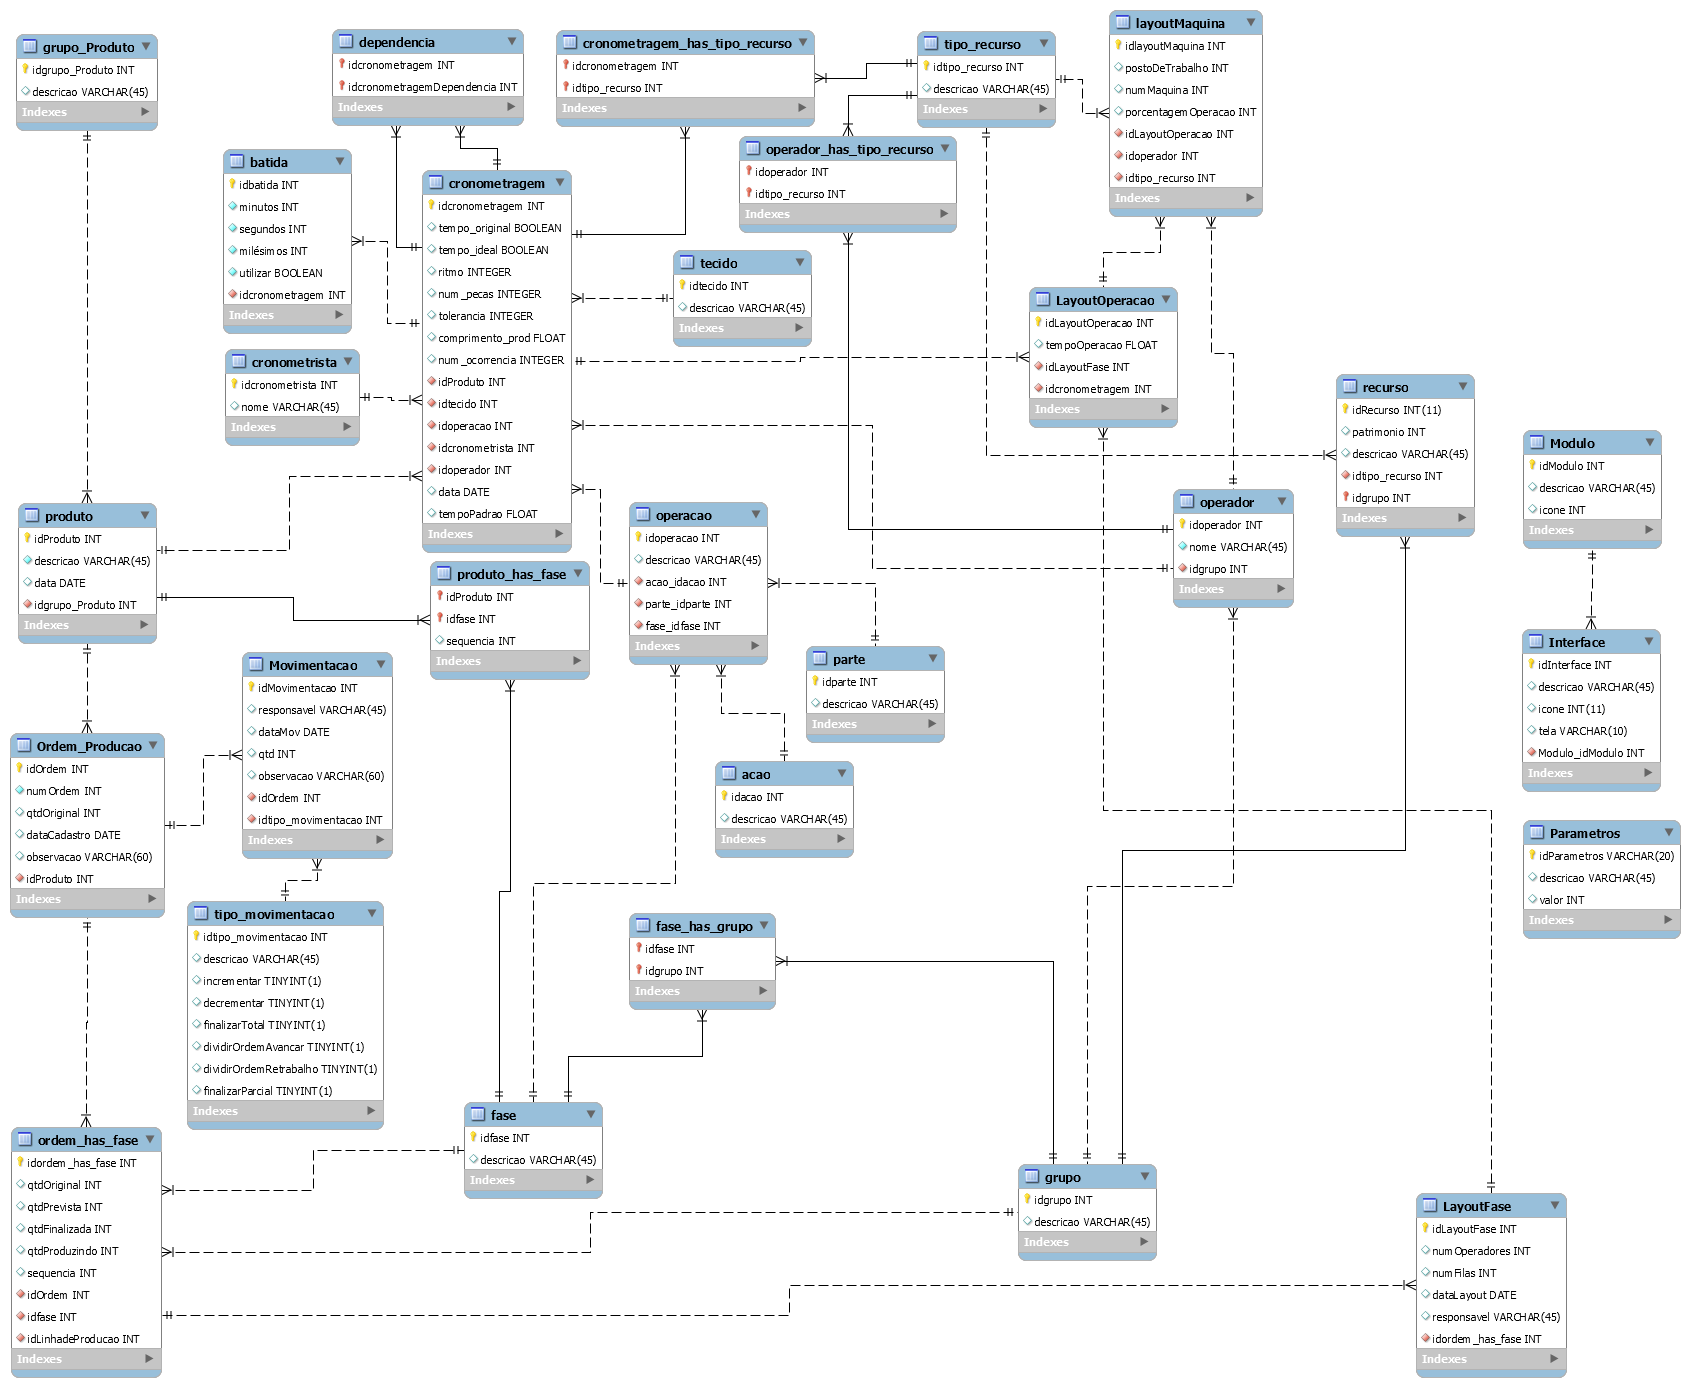 grupo_Produto
idgrupo_Produto INT
descricao VARCHAR(45)
Indexes
dependencia
idcronometragem INT
idcronometragemDependencia INT
Indexes
cronometragem_has_tipo_recurso
idcronometragem INT
idtipo_recurso INT
Indexes
tipo_recurso
idtipo_recurso INT
descricao VARCHAR(45)
Indexes
layoutMaquina
idlayoutMaquina INT
postoDeTrabalho INT
numMaquina INT
porcentagemOperacao INT
idLayoutOperacao INT
idoperador INT
idtipo_recurso INT
Indexes
batida
idbatida INT
minutos INT
segundos INT
milésimos INT
utilizar BOOLEAN
idcronometragem INT
Indexes
cronometragem
idcronometragem INT
tempo_original BOOLEAN
tempo_ideal BOOLEAN
ritmo INTEGER
num_pecas INTEGER
tolerancia INTEGER
comprimento_prod FLOAT
num_ocorrencia INTEGER
idProduto INT
idtecido INT
idoperacao INT
idcronometrista INT
idoperador INT
data DATE
tempoPadrao FLOAT
Indexes
operador_has_tipo_recurso
idoperador INT
idtipo_recurso INT
Indexes
tecido
idtecido INT
descricao VARCHAR(45)
Indexes
LayoutOperacao
idLayoutOperacao INT
tempoOperacao FLOAT
idLayoutFase INT
idcronometragem INT
Indexes
cronometrista
idcronometrista INT
nome VARCHAR(45)
Indexes
recurso
idRecurso INT(11)
patrimonio INT
descricao VARCHAR(45)
idtipo_recurso INT
idgrupo INT
Indexes
Modulo
idModulo INT
descricao VARCHAR(45)
icone INT
Indexes
produto
idProduto INT
descricao VARCHAR(45)
data DATE
idgrupo_Produto INT
Indexes
produto_has_fase
idProduto INT
idfase INT
sequencia INT
Indexes
operacao
idoperacao INT
descricao VARCHAR(45)
acao_idacao INT
parte_idparte INT
fase_idfase INT
Indexes
operador
idoperador INT
nome VARCHAR(45)
idgrupo INT
Indexes
parte
idparte INT
descricao VARCHAR(45)
Indexes
Interface
idInterface INT
descricao VARCHAR(45)
icone INT(11)
tela VARCHAR(10)
Modulo_idModulo INT
Indexes
Movimentacao
idMovimentacao INT
responsavel VARCHAR(45)
dataMov DATE
qtd INT
observacao VARCHAR(60)
idOrdem INT
idtipo_movimentacao INT
Indexes
Ordem_Producao
idOrdem INT
numOrdem INT
qtdOriginal INT
dataCadastro DATE
observacao VARCHAR(60)
idProduto INT
Indexes
acao
idacao INT
descricao VARCHAR(45)
Indexes
Parametros
idParametros VARCHAR(20)
descricao VARCHAR(45)
valor INT
Indexes
tipo_movimentacao
idtipo_movimentacao INT
descricao VARCHAR(45)
incrementar TINYINT(1)
decrementar TINYINT(1)
finalizarTotal TINYINT(1)
dividirOrdemAvancar TINYINT(1)
dividirOrdemRetrabalho TINYINT(1)
finalizarParcial TINYINT(1)
Indexes
fase_has_grupo
idfase INT
idgrupo INT
Indexes
ordem_has_fase
idordem_has_fase INT
qtdOriginal INT
qtdPrevista INT
qtdFinalizada INT
qtdProduzindo INT
sequencia INT
idOrdem INT
idfase INT
idLinhadeProducao INT
Indexes
fase
idfase INT
descricao VARCHAR(45)
Indexes
grupo
idgrupo INT
descricao VARCHAR(45)
Indexes
LayoutFase
idLayoutFase INT
numOperadores INT
numFilas INT
dataLayout DATE
responsavel VARCHAR(45)
idordem_has_fase INT
Indexes